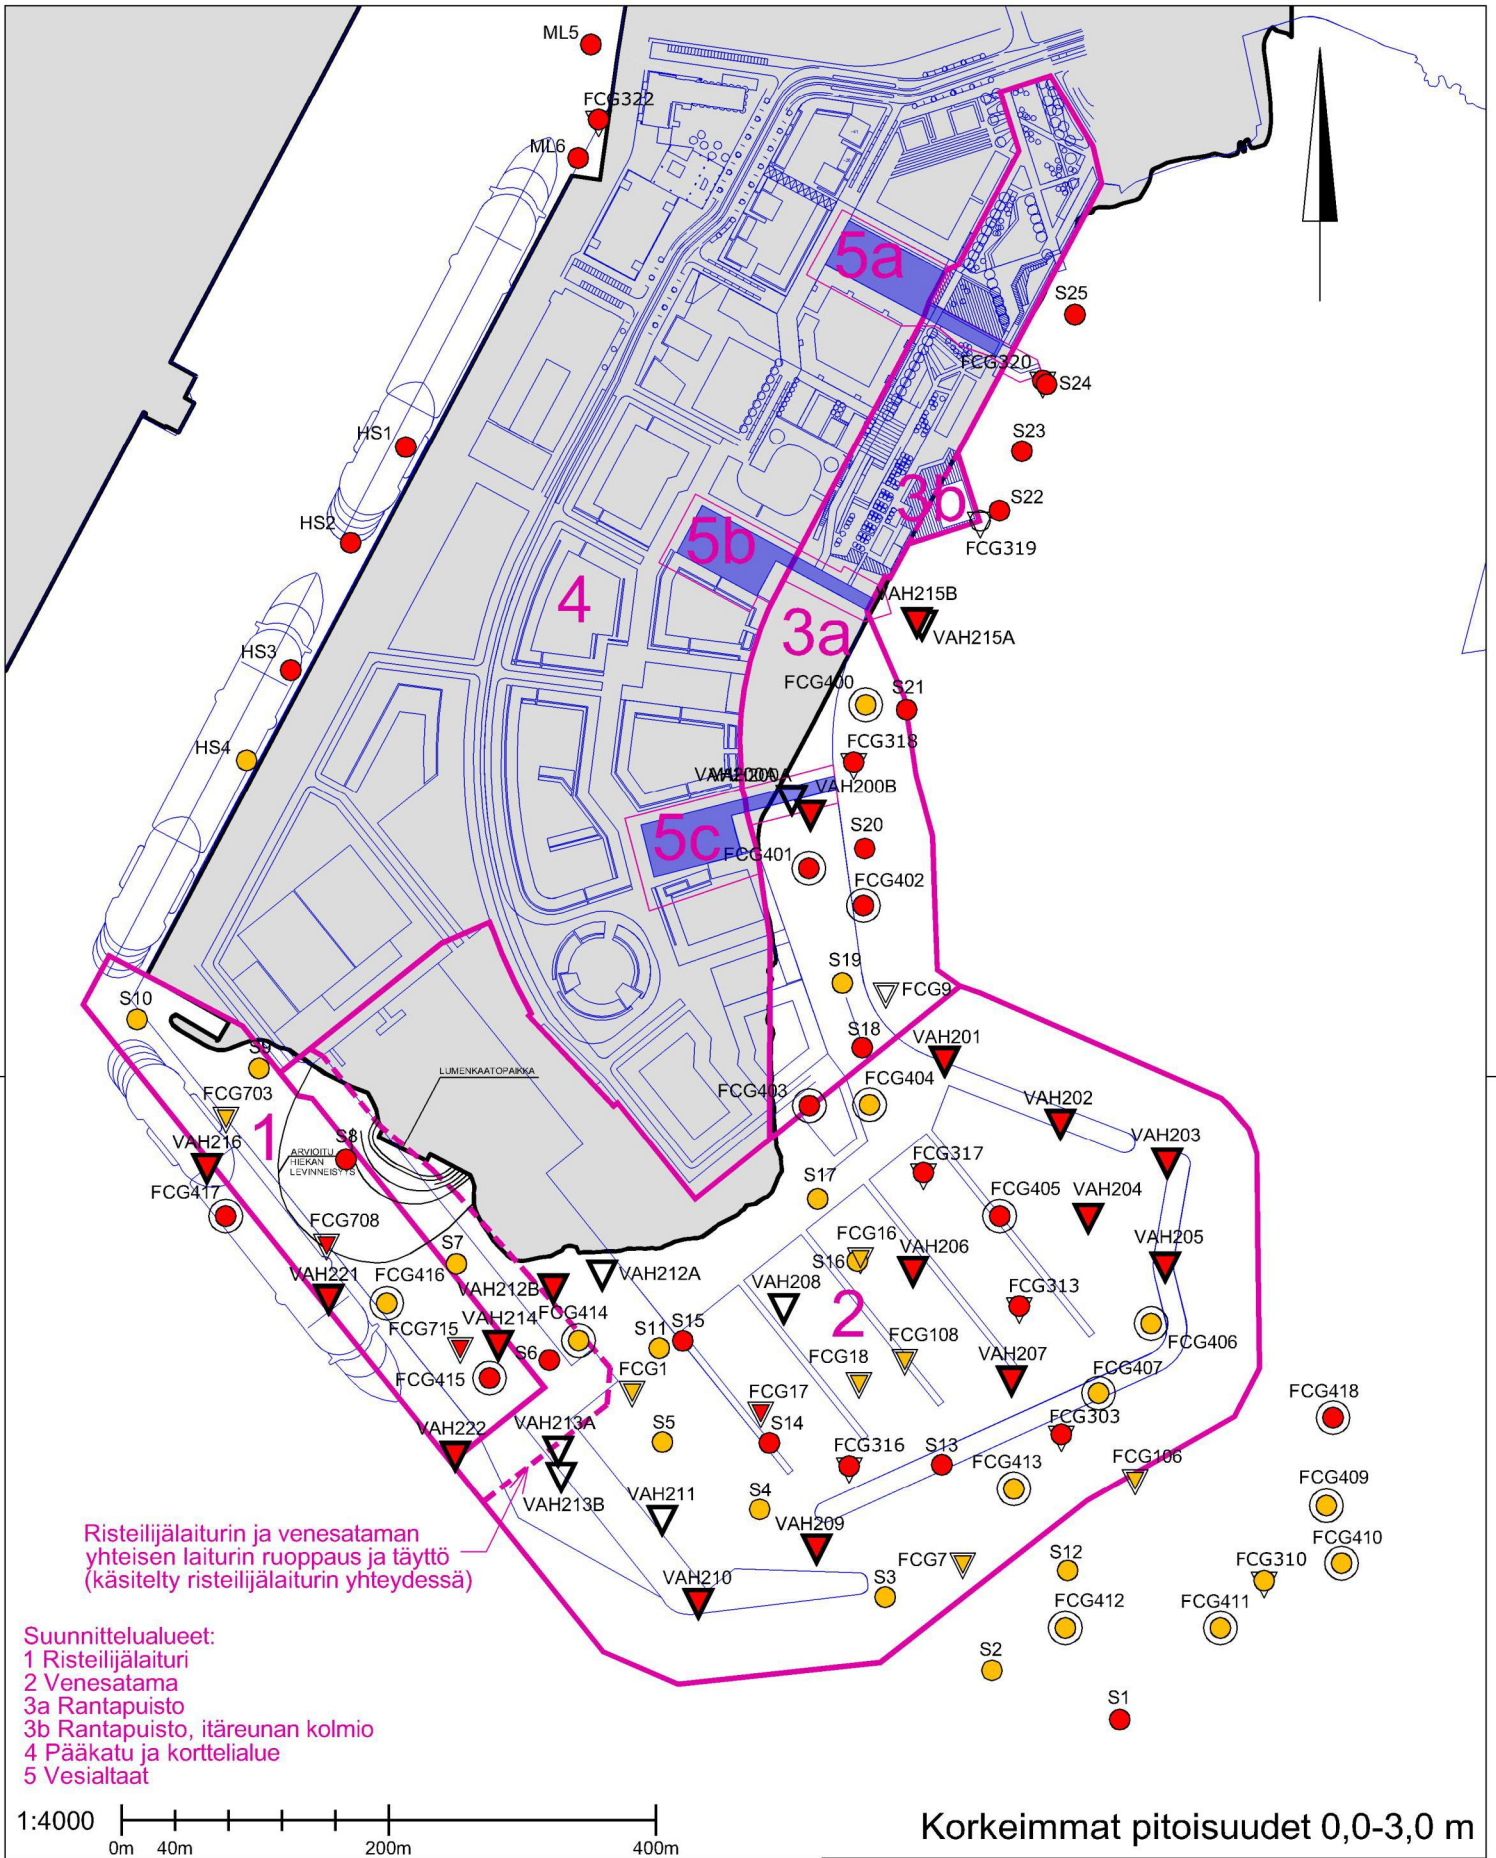 ML5
FCG322
ML6
5a
S25
FCG320
S24
HS1
S23
3b
S22
HS2
FCG319
5b
4
VAH215B
3a
VAH215A
HS3
FCG400
S21
FCG318
HS4
VAH200A
VAH200B
5c
S20
FCG401
FCG402
S19
FCG9
S10
S18
VAH201
S9
LUMENKAATOPAIKKA
FCG403
FCG404
VAH202
FCG703
1
VAH216
S8
ARVIOITU
HIEKAN
LEVINNEISYYS
VAH203
FCG317
FCG417
S17
FCG405
VAH204
FCG708
S7
FCG16
VAH206
VAH205
S16
VAH221
FCG416
VAH212B
VAH212A
VAH208
2
FCG313
FCG715
VAH214
FCG414
S11
S15
FCG406
S6
FCG415
FCG1
FCG18
FCG108
VAH207
FCG407
FCG17
FCG418
VAH222
VAH213A
S5
S14
FCG316
S13
FCG303
FCG413
FCG106
VAH213B
VAH211
S4
FCG409
VAH209
FCG7
S12
FCG310
FCG410
Risteilijälaiturin ja venesataman
yhteisen laiturin ruoppaus ja täyttö
(käsitelty risteilijälaiturin yhteydessä)
VAH210
S3
FCG412
FCG411
S2
S1
Suunnittelualueet:
1 Risteilijälaituri
2 Venesatama
3a Rantapuisto
3b Rantapuisto, itäreunan kolmio
4 Pääkatu ja korttelialue
5 Vesialtaat
1:4000
0m 40m 200m 400m
Korkeimmat pitoisuudet 0,0-3,0 m